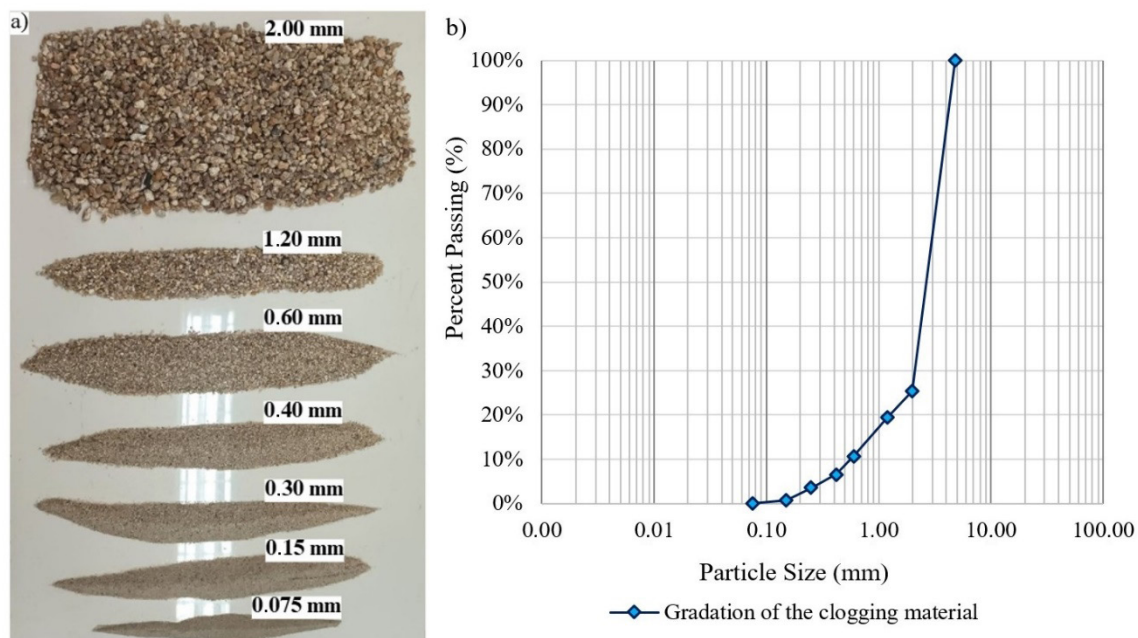 a)
2.00 mm
1.20 mm
0.60 mm
0.40 mm
0.30 mm
0.15 mm
0.075 mm
b)
Percent Passing (%)
100%
90%
80%
70%
60%
50%
40%
30%
20%
10%
0%
0.00
0.01
0.10
1.00
10.00
100.00
Particle Size (mm)
Gradation of the clogging material